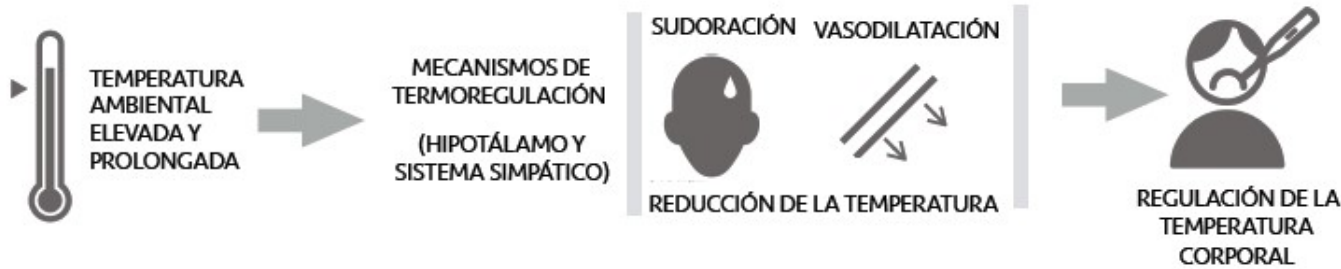 TEMPERATURA
AMBIENTAL
ELEVADA Y
PROLONGADA
MECANISMOS DE
TERMOREGULACIÓN
(HIPOTÁLAMO Y
SISTEMA SIMPÁTICO)
SUDORACIÓN
VASODILATACIÓN
REDUCCIÓN DE LA TEMPERATURA
REGULACIÓN DE LA
TEMPERATURA
CORPORAL